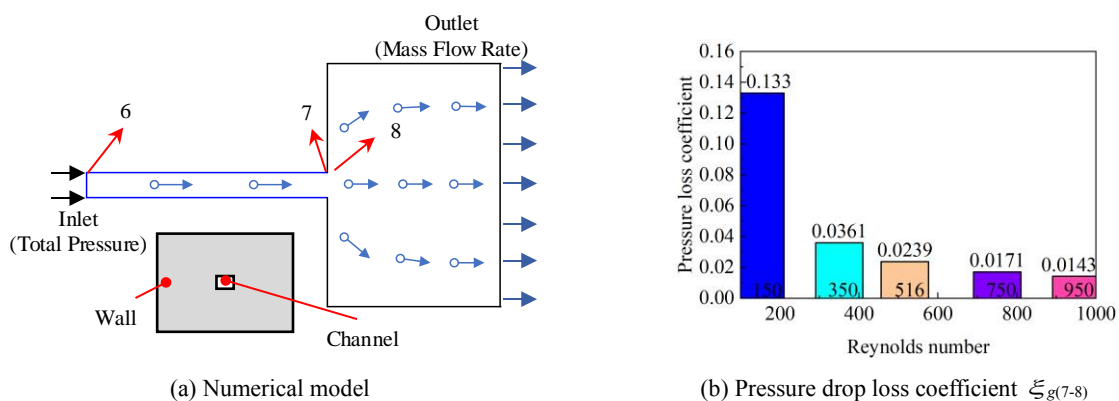 Outlet
(Mass Flow Rate)
6
7
8
Inlet
(Total Pressure)
Wall
Channel
(a) Numerical model
Pressure loss coefficient
0.16
0.14
0.12
0.10
0.08
0.06
0.04
0.02
0.00
0.133
0.0361
0.0239
0.0171
0.0143
150
350
516
750
950
200
400
600
800
1000
Reynolds number
(b) Pressure drop loss coefficient ξg(7-8)